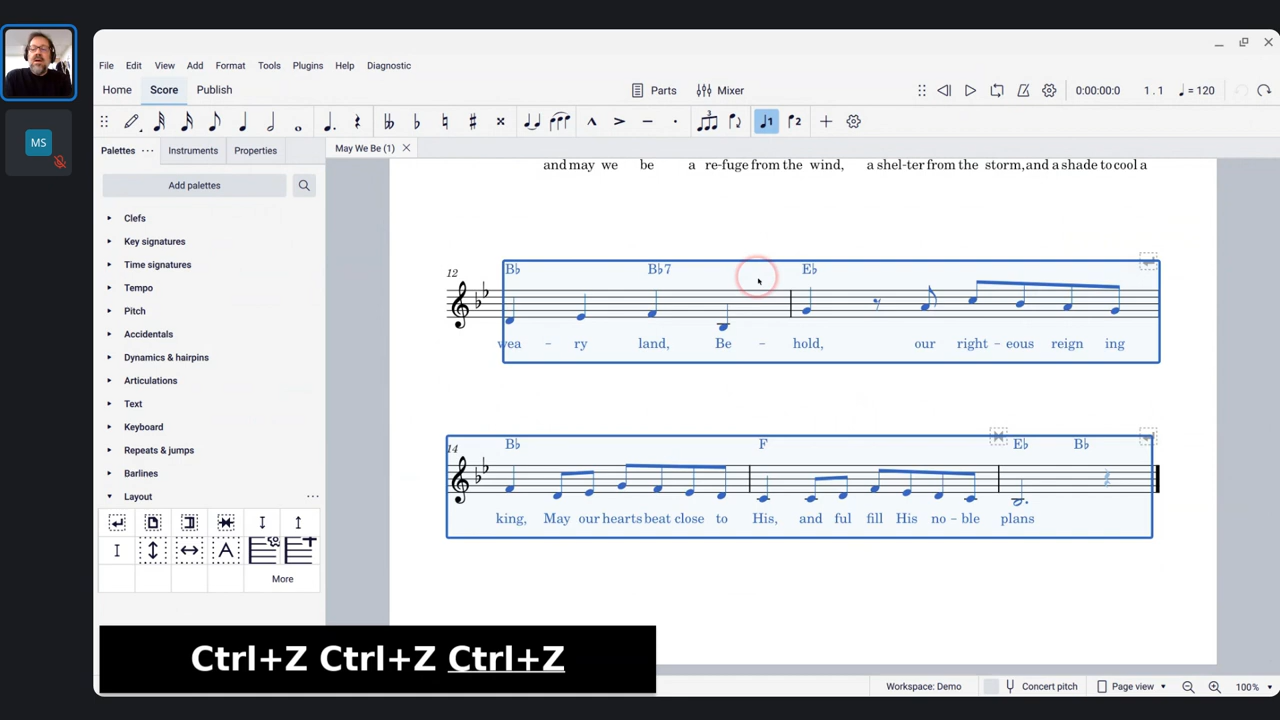 File Edit View Add Format Tools Plugins Help Diagnostic
Home Score Publish Parts Mixer 0:00:00:0 1 . 1 ♩ = 120
MS
Palettes Instruments Properties May We Be (1)
Add palettes
and may we be a re-fuge from the wind, a shel-ter from the storm, and a shade to cool a
Clefs
Key signatures
Time signatures
Tempo
Pitch
Accidentals
Dynamics & hairpins
Articulations
Text
Keyboard
Repeats & jumps
Barlines
Layout
More
12 B♭ B♭7 E♭
wea - ry land, Be - hold, our right - eous reign ing
14 B♭ F E♭ B♭
king, May our hearts beat close to His, and ful fill His no - ble plans
Ctrl+Z Ctrl+Z Ctrl+Z
Workspace: Demo Concert pitch Page view 100%